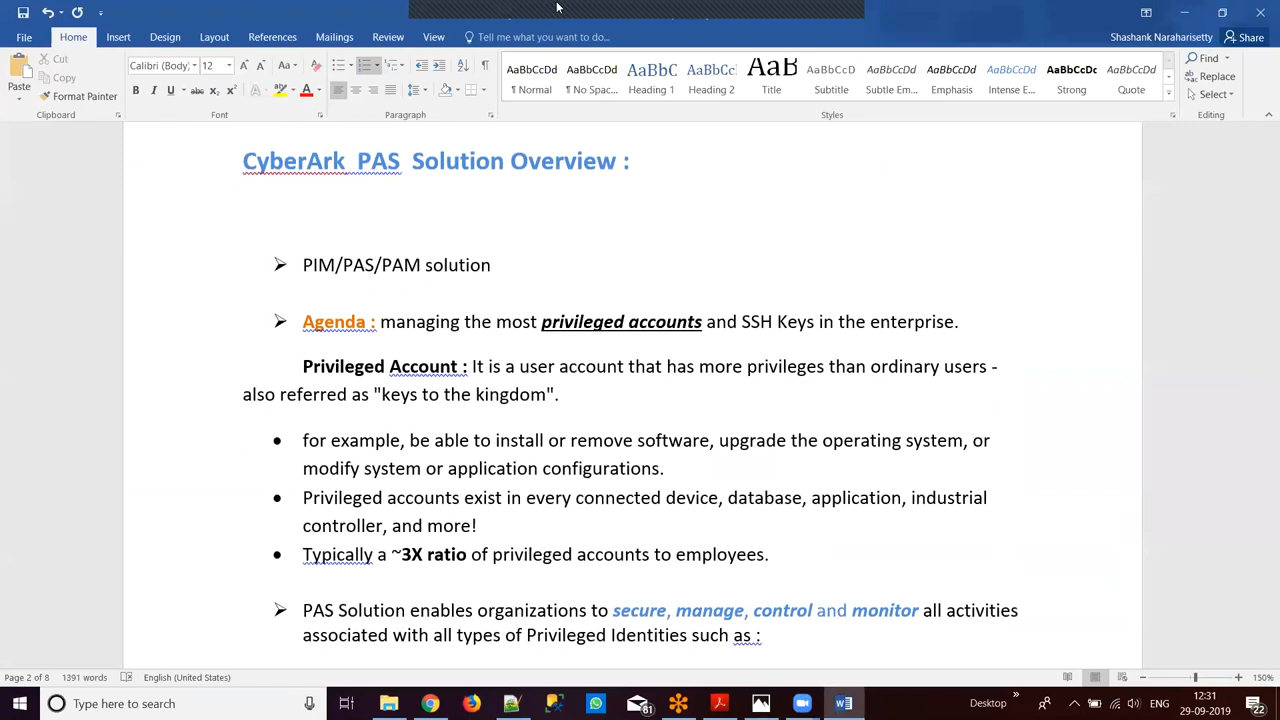 File Home Insert Design Layout References Mailings Review View Tell me what you want to do... Shashank Naraharisetty Share
Paste Cut Copy Format Painter
Calibri (Body) 12 Aa
B I U abc x₂ x² A
AaBbCcDd AaBbCcDd AaBbC AaBbC AaB AaBbCcD AaBbCcDd AaBbCcDd AaBbCcDd AaBbCcDc AaBbCcDd
¶ Normal ¶ No Spac... Heading 1 Heading 2 Title Subtitle Subtle Em... Emphasis Intense E... Strong Quote
Find
Replace
Select
Clipboard Font Paragraph Styles Editing
CyberArk PAS Solution Overview :
➢ PIM/PAS/PAM solution
➢ Agenda : managing the most privileged accounts and SSH Keys in the enterprise.
Privileged Account : It is a user account that has more privileges than ordinary users -
also referred as "keys to the kingdom".
• for example, be able to install or remove software, upgrade the operating system, or
modify system or application configurations.
• Privileged accounts exist in every connected device, database, application, industrial
controller, and more!
• Typically a ~3X ratio of privileged accounts to employees.
➢ PAS Solution enables organizations to secure, manage, control and monitor all activities
associated with all types of Privileged Identities such as :
Page 2 of 8 1391 words English (United States) 150%
Type here to search 61 Desktop ENG 12:31
29-09-2019 22